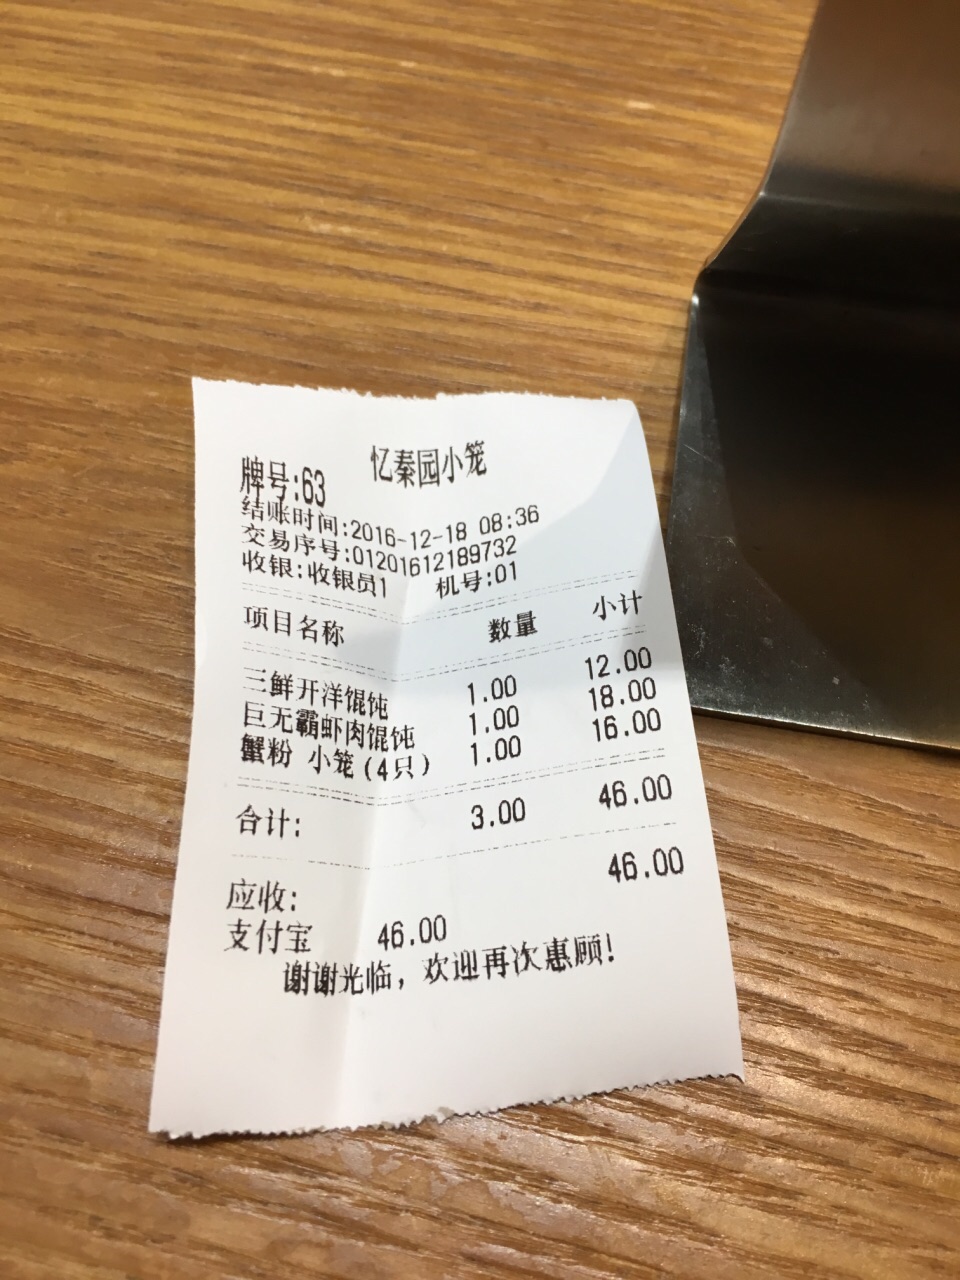 忆秦园小笼
牌号:63
结账时间:2016-12-18 08:36
交易序号:01201612189732
收银:收银员1 机号:01
项目名称 数量 小计
三鲜开洋馄饨 1.00 12.00
巨无霸虾肉馄饨 1.00 18.00
蟹粉 小笼(4只) 1.00 16.00
合计: 3.00 46.00
应收: 46.00
支付宝 46.00
谢谢光临，欢迎再次惠顾!